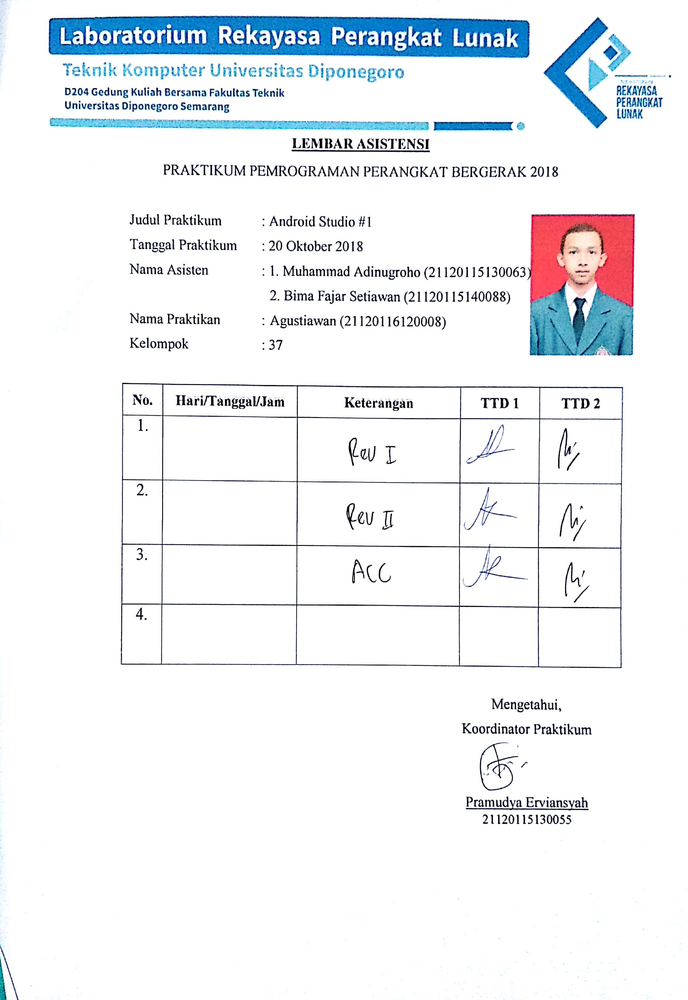 Laboratorium Rekayasa Perangkat Lunak
Teknik Komputer Universitas Diponegoro
D204 Gedung Kuliah Bersama Fakultas Teknik
Universitas Diponegoro Semarang
REKAYASA
PERANGKAT
LUNAK
LEMBAR ASISTENSI
PRAKTIKUM PEMROGRAMAN PERANGKAT BERGERAK 2018
Judul Praktikum : Android Studio #1
Tanggal Praktikum : 20 Oktober 2018
Nama Asisten : 1. Muhammad Adinugroho (21120115130063)
2. Bima Fajar Setiawan (21120115140088)
Nama Praktikan : Agustiawan (21120116120008)
Kelompok : 37
No. Hari/Tanggal/Jam Keterangan TTD 1 TTD 2
1. Rev I
2. Rev II
3. ACC
4.
Mengetahui,
Koordinator Praktikum
Pramudya Erviansyah
21120115130055